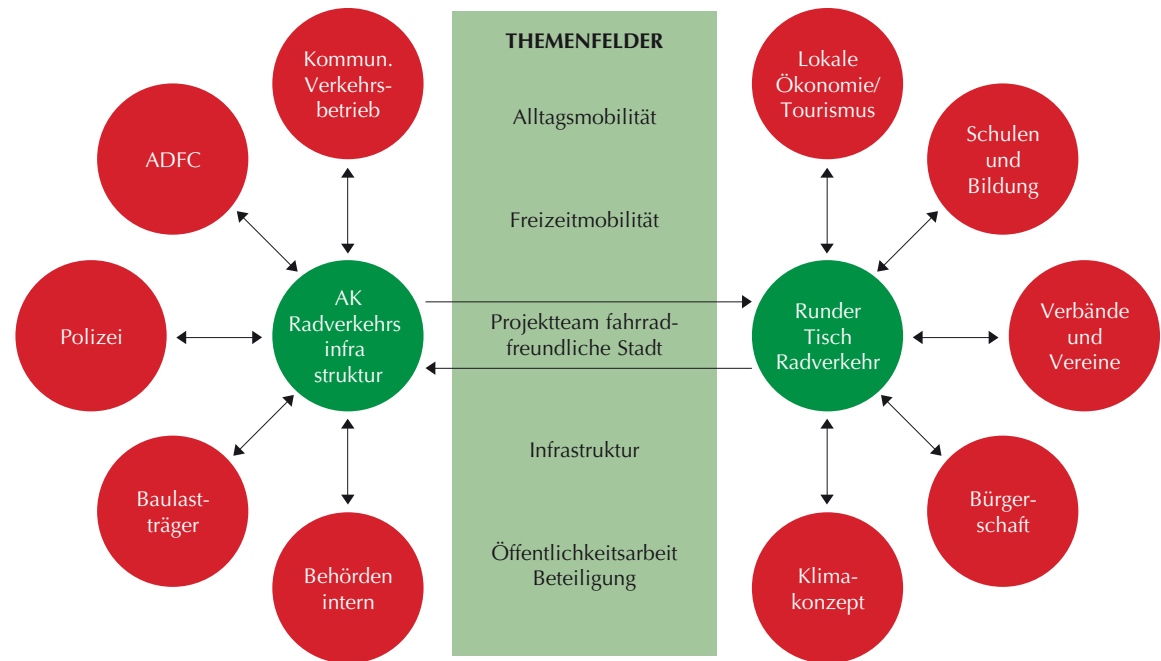 Kommun.
Verkehrs-
betrieb
ADFC
Polizei
Baulast-
träger
Behörden
intern
AK
Radverkehrs
infra
struktur
THEMENFELDER
Alltagsmobilität
Freizeitmobilität
Projektteam fahrrad-
freundliche Stadt
Infrastruktur
Öffentlichkeitsarbeit
Beteiligung
Runder
Tisch
Radverkehr
Lokale
Ökonomie/
Tourismus
Schulen
und
Bildung
Verbände
und
Vereine
Bürger-
schaft
Klima-
konzept